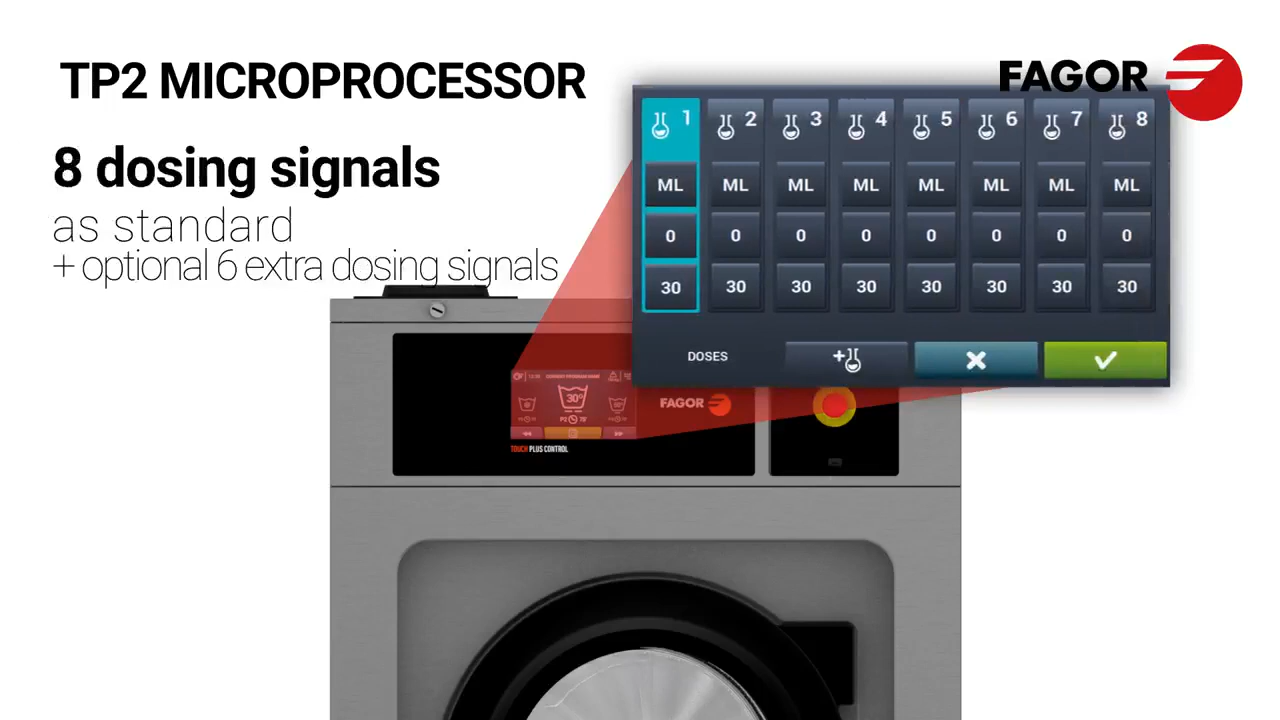 TP2 MICROPROCESSOR
FAGOR
8 dosing signals
as standard
+ optional 6 extra dosing signals
1 2 3 4 5 6 7 8
ML ML ML ML ML ML ML ML
0 0 0 0 0 0 0 0
30 30 30 30 30 30 30 30
DOSES
30º
FAGOR
TOUCH PLUS CONTROL